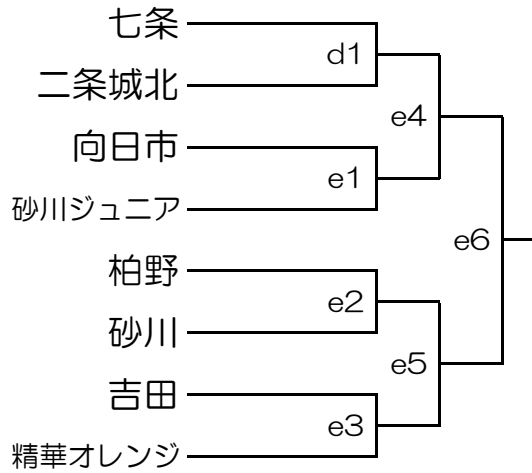 七条
d1
二条城北
e4
向日市
e1
砂川ジュニア
e6
柏野
e2
砂川
e5
吉田
e3
精華オレンジ